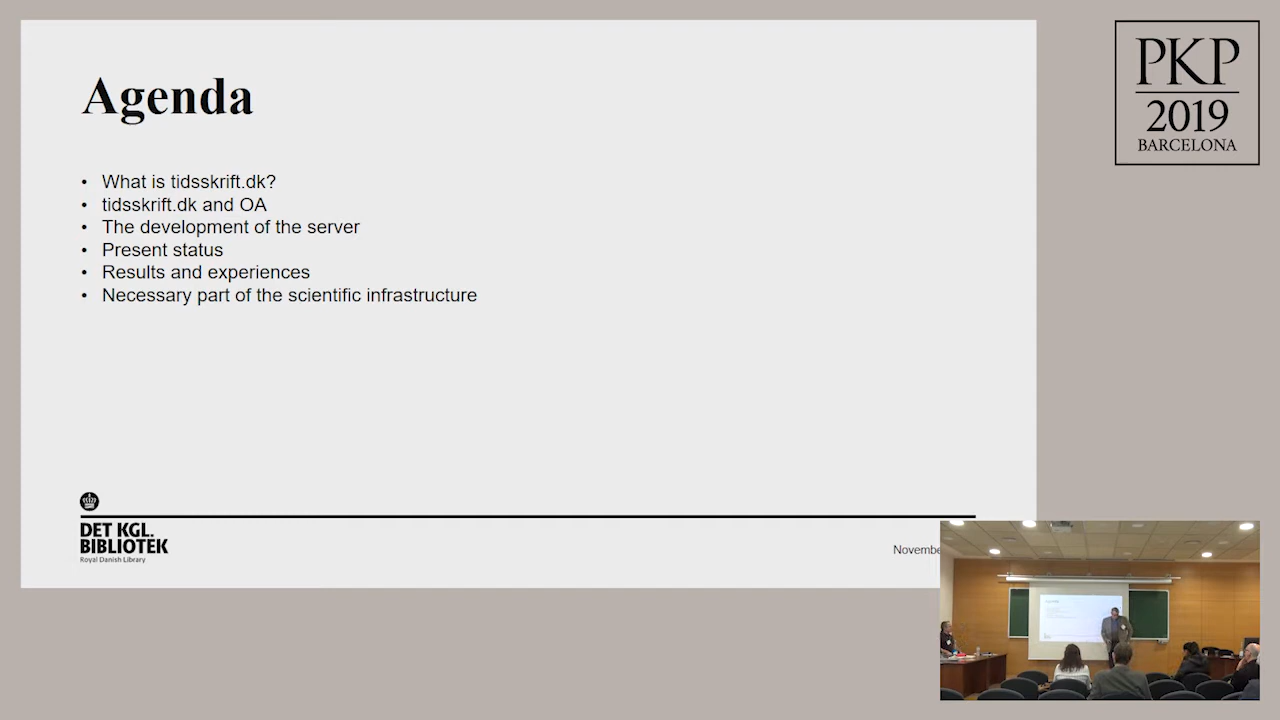 Agenda
• What is tidsskrift.dk?
• tidsskrift.dk and OA
• The development of the server
• Present status
• Results and experiences
• Necessary part of the scientific infrastructure
DET KGL.
BIBLIOTEK
Royal Danish Library
Novembe
PKP
2019
BARCELONA